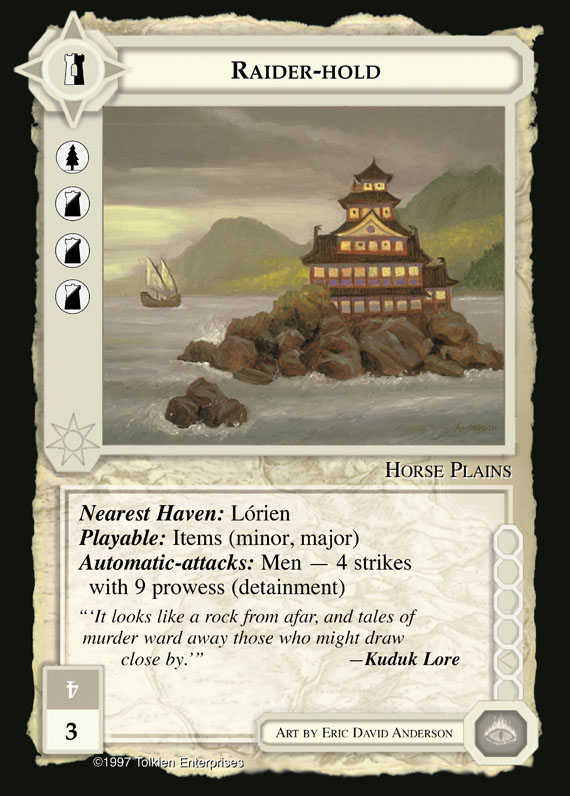 RAIDER-HOLD
ANDERSON
HORSE PLAINS
Nearest Haven: Lórien
Playable: Items (minor, major)
Automatic-attacks: Men — 4 strikes
with 9 prowess (detainment)
“‘It looks like a rock from afar, and tales of
murder ward away those who might draw
close by.’”
—Kuduk Lore
4
3
ART BY ERIC DAVID ANDERSON
©1997 Tolkien Enterprises